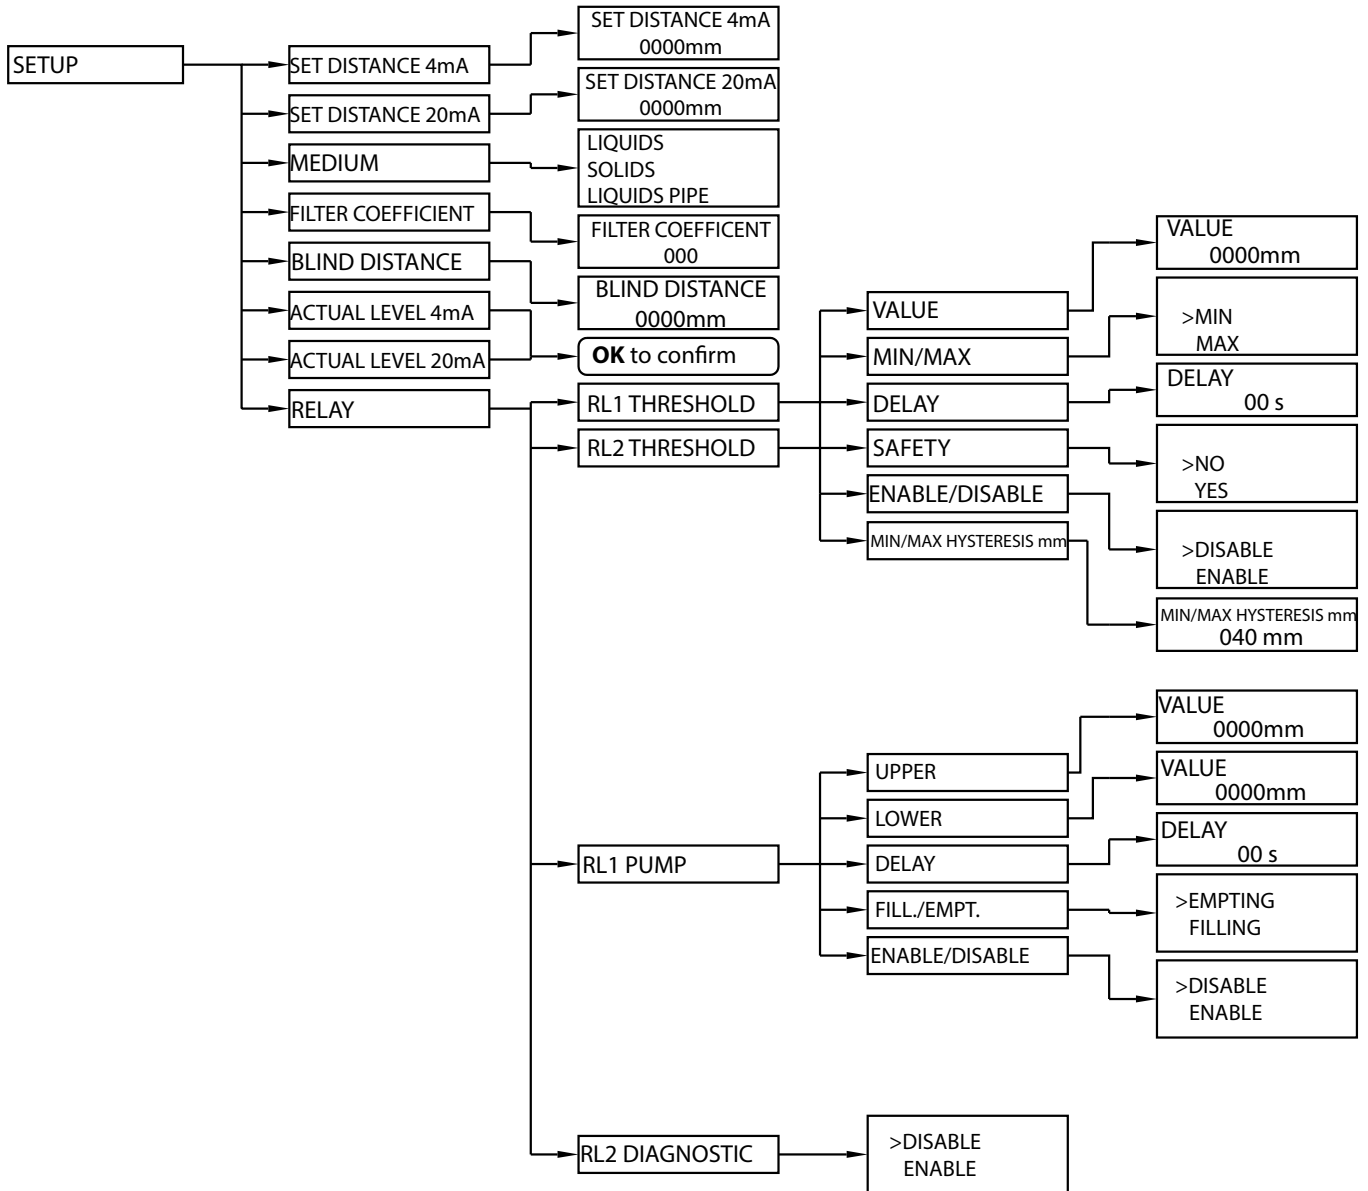 SETUP
SET DISTANCE 4mA
SET DISTANCE 20mA
MEDIUM
FILTER COEFFICIENT
BLIND DISTANCE
ACTUAL LEVEL 4mA
ACTUAL LEVEL 20mA
RELAY
SET DISTANCE 4mA
0000mm
SET DISTANCE 20mA
0000mm
LIQUIDS
SOLIDS
LIQUIDS PIPE
FILTER COEFFICENT
000
BLIND DISTANCE
0000mm
OK to confirm
RL1 THRESHOLD
RL2 THRESHOLD
VALUE
MIN/MAX
DELAY
SAFETY
ENABLE/DISABLE
MIN/MAX HYSTERESIS mm
VALUE
0000mm
>MIN
MAX
DELAY
00 s
>NO
YES
>DISABLE
ENABLE
MIN/MAX HYSTERESIS mm
040 mm
RL1 PUMP
UPPER
LOWER
DELAY
FILL./EMPT.
ENABLE/DISABLE
VALUE
0000mm
VALUE
0000mm
DELAY
00 s
>EMPTING
FILLING
>DISABLE
ENABLE
RL2 DIAGNOSTIC
>DISABLE
ENABLE